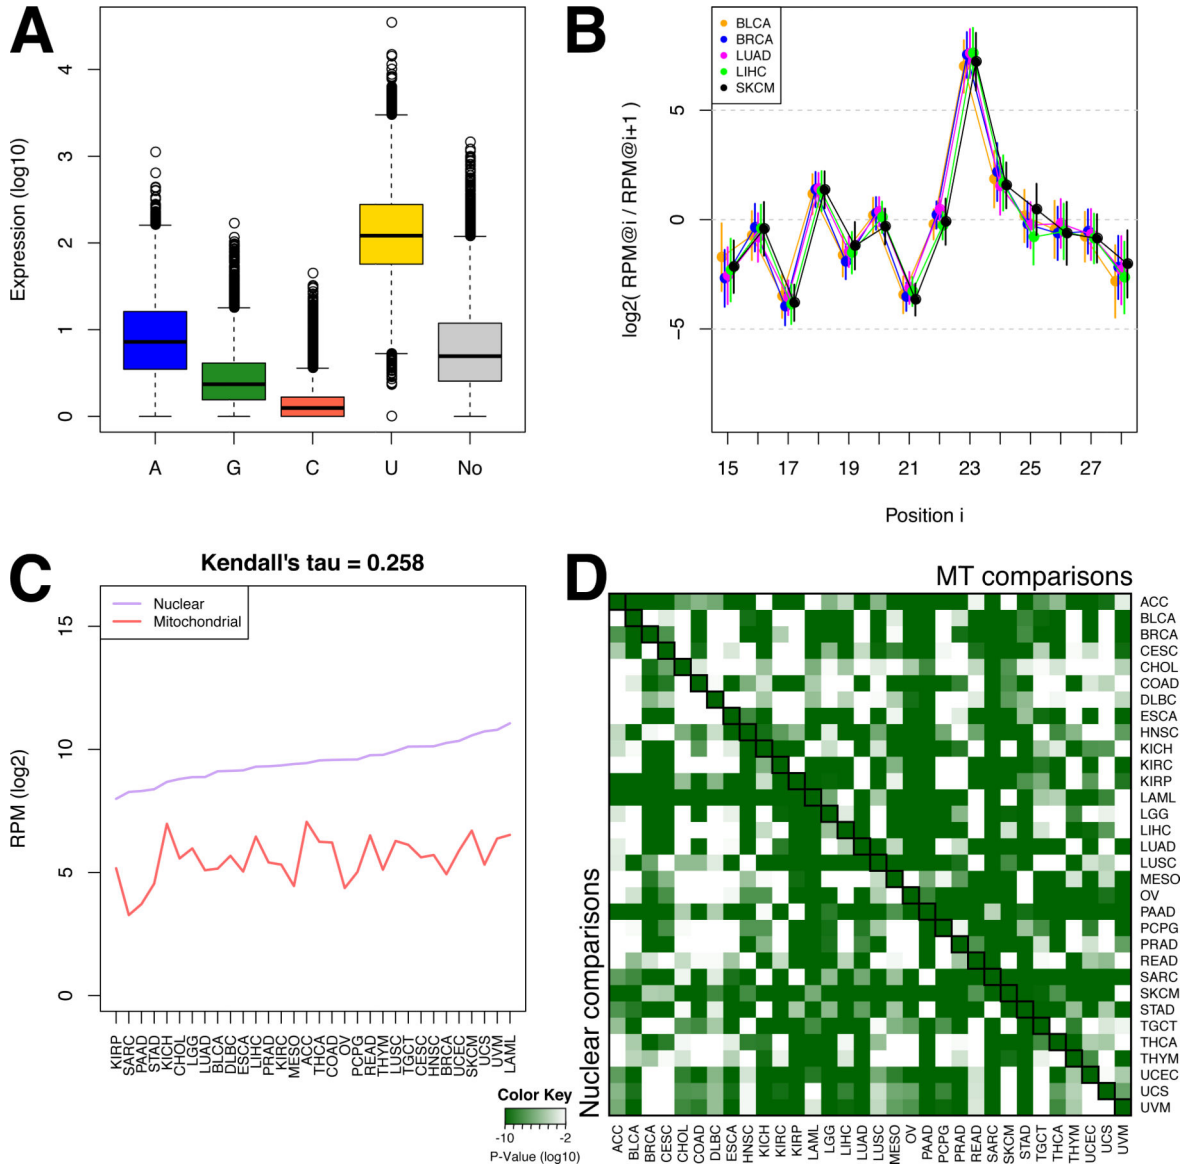 A
Expression (log10)
4
3
2
1
0
A G C U No
B
BLCA
BRCA
LUAD
LIHC
SKCM
log2( RPM@i / RPM@i+1 )
5
0
−5
15 17 19 21 23 25 27
Position i
C
Kendall's tau = 0.258
Nuclear
Mitochondrial
RPM (log2)
15
10
5
0
KIRP SARC PAAD STAD KICH CHOL LGG LUAD BLCA DLBC ESCA LIHC PRAD KIRC MESO ACC THCA COAD OV PCPG READ THYM LUSC TGCT CESC HNSC BRCA UCEC SKCM UCS UVM LAML
Color Key
-10 -2
P-Value (log10)
D
MT comparisons
Nuclear comparisons
ACC
BLCA
BRCA
CESC
CHOL
COAD
DLBC
ESCA
HNSC
KICH
KIRC
KIRP
LAML
LGG
LIHC
LUAD
LUSC
MESO
OV
PAAD
PCPG
PRAD
READ
SARC
SKCM
STAD
TGCT
THCA
THYM
UCEC
UCS
UVM
ACC BLCA BRCA CESC CHOL COAD DLBC ESCA HNSC KICH KIRC KIRP LAML LGG LIHC LUAD LUSC MESO OV PAAD PCPG PRAD READ SARC SKCM STAD TGCT THCA THYM UCEC UCS UVM